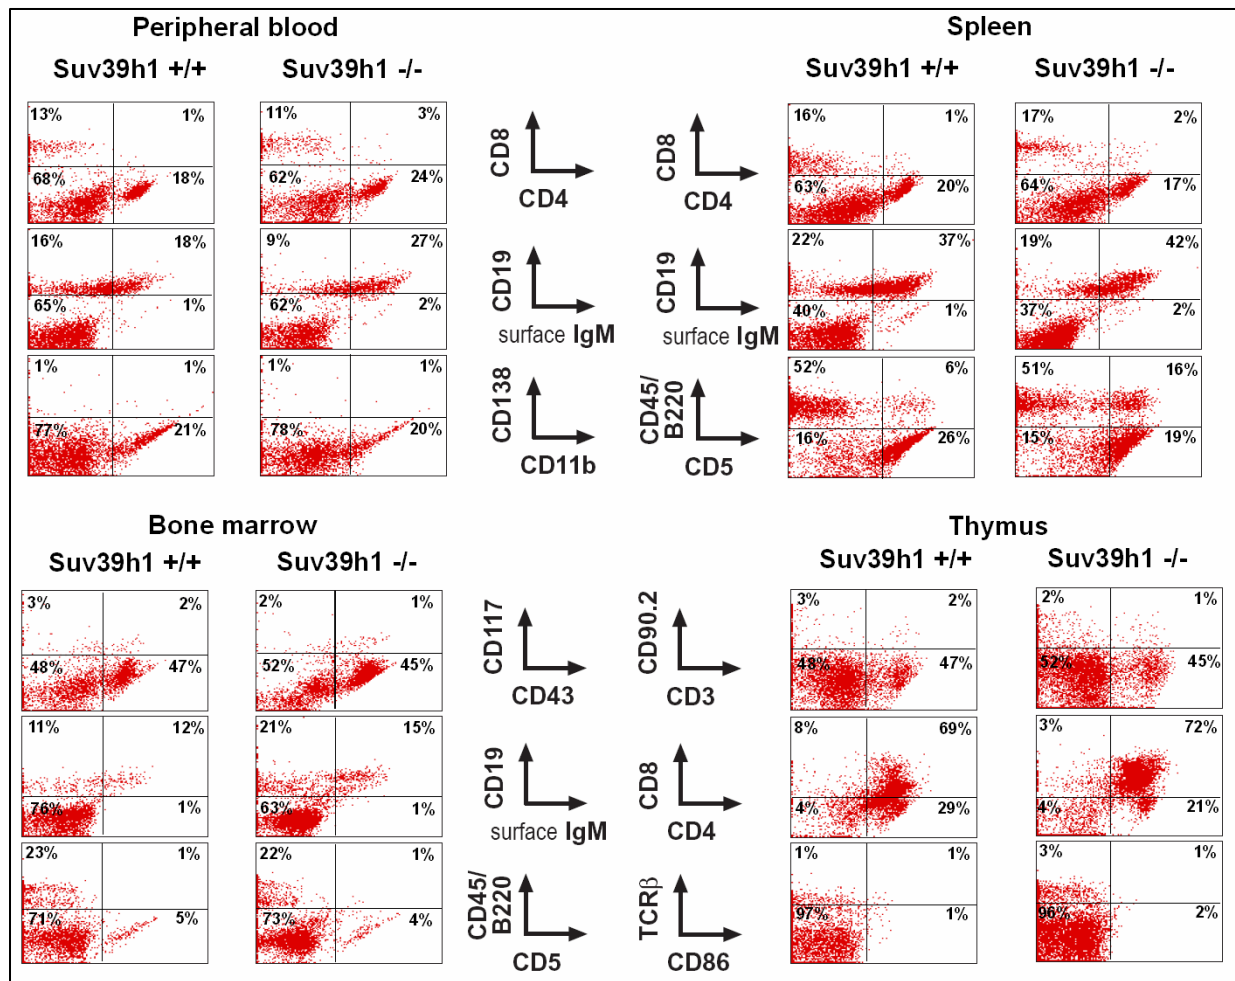 Peripheral blood
Spleen
Suv39h1 +/+ Suv39h1 -/-
Suv39h1 +/+ Suv39h1 -/-
13% 1%
68% 18%
11% 3%
62% 24%
CD8
CD4
CD8
CD4
16% 1%
63% 20%
17% 2%
64% 17%
16% 18%
65% 1%
9% 27%
62% 2%
CD19
surface IgM
CD19
surface IgM
22% 37%
40% 1%
19% 42%
37% 2%
1% 1%
77% 21%
1% 1%
78% 20%
CD138
CD11b
CD45/
B220
CD5
52% 6%
16% 26%
51% 16%
15% 19%
Bone marrow
Thymus
Suv39h1 +/+ Suv39h1 -/-
Suv39h1 +/+ Suv39h1 -/-
3% 2%
48% 47%
2% 1%
52% 45%
CD117
CD43
CD90.2
CD3
3% 2%
48% 47%
2% 1%
52% 45%
11% 12%
76% 1%
21% 15%
63% 1%
CD19
surface IgM
CD8
CD4
8% 69%
4% 29%
3% 72%
4% 21%
23% 1%
71% 5%
22% 1%
73% 4%
CD45/
B220
CD5
TCRβ
CD86
1% 1%
97% 1%
3% 1%
96% 2%